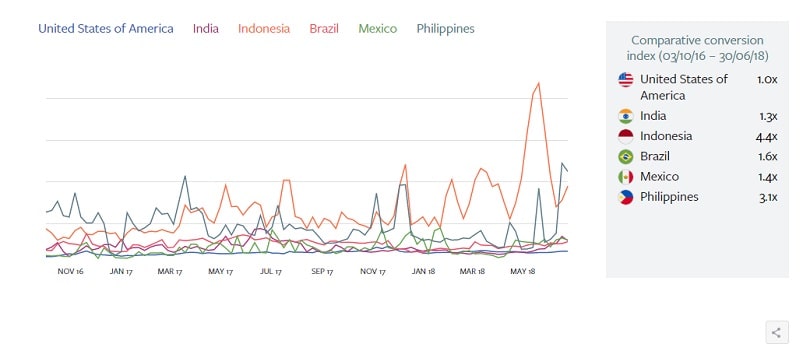 United States of America India Indonesia Brazil Mexico Philippines
NOV 16 JAN 17 MAR 17 MAY 17 JUL 17 SEP 17 NOV 17 JAN 18 MAR 18 MAY 18
Comparative conversion
index (03/10/16 – 30/06/18)
United States of 1.0x
America
India 1.3x
Indonesia 4.4x
Brazil 1.6x
Mexico 1.4x
Philippines 3.1x